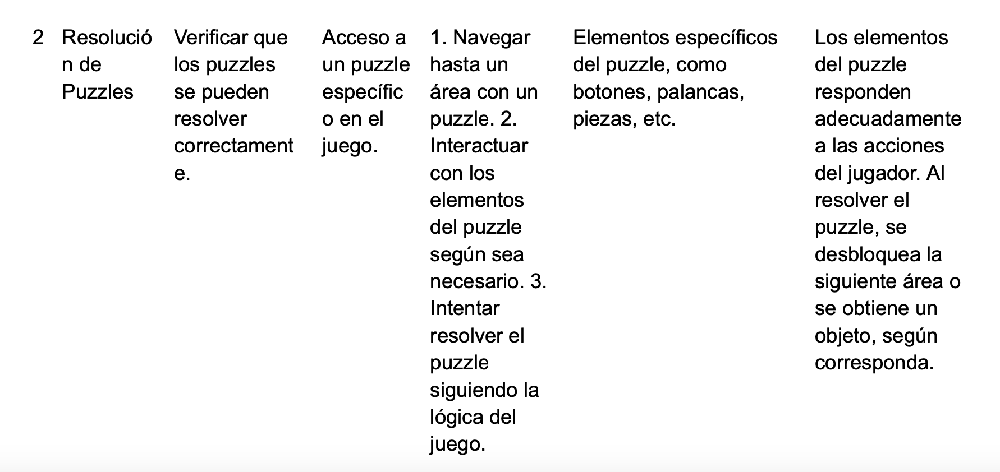 2
Resolució
n de
Puzzles
Verificar que
los puzzles
se pueden
resolver
correctament
e.
Acceso a
un puzzle
específic
o en el
juego.
1. Navegar
hasta un
área con un
puzzle. 2.
Interactuar
con los
elementos
del puzzle
según sea
necesario. 3.
Intentar
resolver el
puzzle
siguiendo la
lógica del
juego.
Elementos específicos
del puzzle, como
botones, palancas,
piezas, etc.
Los elementos
del puzzle
responden
adecuadamente
a las acciones
del jugador. Al
resolver el
puzzle, se
desbloquea la
siguiente área o
se obtiene un
objeto, según
corresponda.